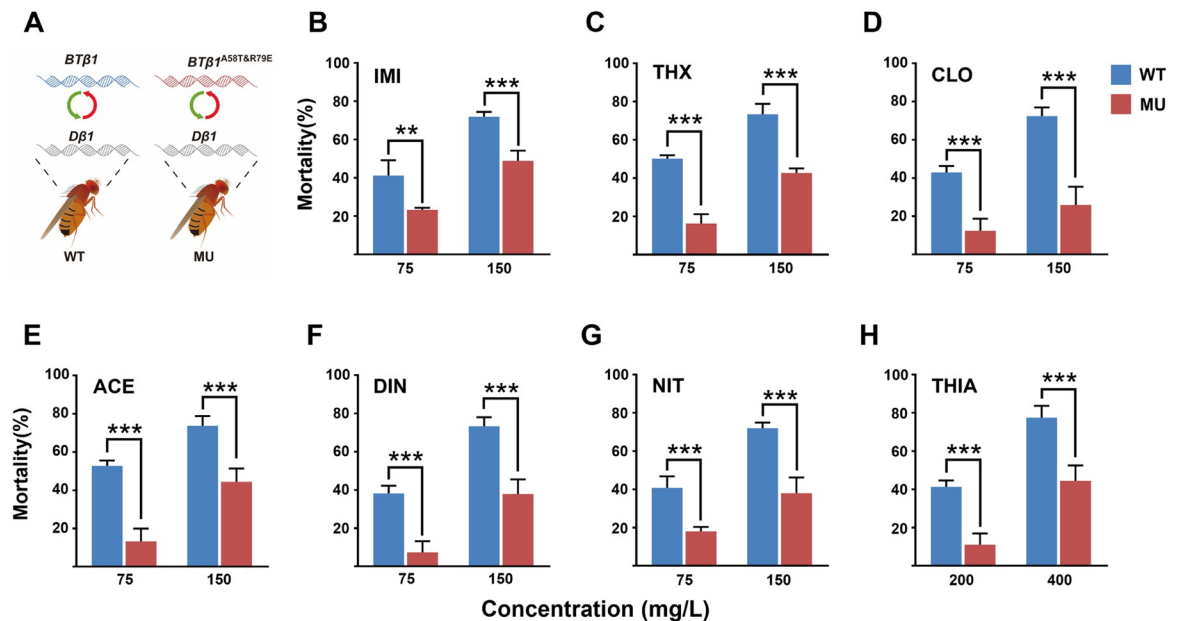 A
BTβ1
BTβ1A58T&R79E
Dβ1
Dβ1
WT
MU
B
IMI
Mortality(%)
100
80
60
40
20
**
***
75
150
C
THX
100
80
60
40
20
***
***
75
150
D
CLO
100
80
60
40
20
***
***
75
150
WT
MU
E
ACE
Mortality(%)
100
80
60
40
20
***
***
75
150
F
DIN
100
80
60
40
20
***
***
75
150
G
NIT
100
80
60
40
20
***
***
75
150
H
THIA
100
80
60
40
20
***
***
200
400
Concentration (mg/L)